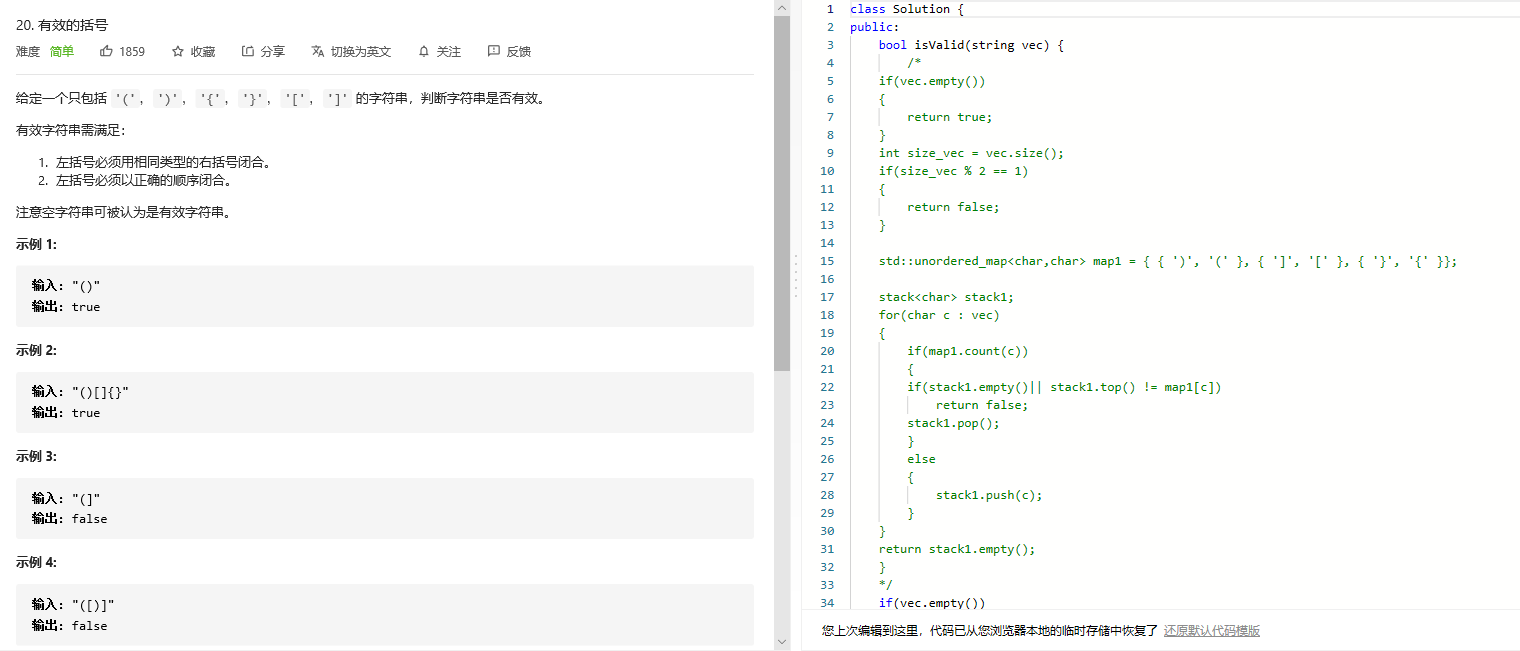 20. 有效的括号
难度 简单 1859 收藏 分享 切换为英文 关注 反馈
给定一个只包括 '(', ')', '{', '}', '[', ']' 的字符串，判断字符串是否有效。
有效字符串需满足：
1. 左括号必须用相同类型的右括号闭合。
2. 左括号必须以正确的顺序闭合。
注意空字符串可被认为是有效字符串。
示例 1:
输入: "()"
输出: true
示例 2:
输入: "()[]{}"
输出: true
示例 3:
输入: "(]"
输出: false
示例 4:
输入: "([)]"
输出: false
1 class Solution {
2 public:
3 bool isValid(string vec) {
4 /*
5 if(vec.empty())
6 {
7 return true;
8 }
9 int size_vec = vec.size();
10 if(size_vec % 2 == 1)
11 {
12 return false;
13 }
14
15 std::unordered_map<char,char> map1 = { { ')', '(' }, { ']', '[' }, { '}', '{' }};
16
17 stack<char> stack1;
18 for(char c : vec)
19 {
20 if(map1.count(c))
21 {
22 if(stack1.empty()|| stack1.top() != map1[c])
23 return false;
24 stack1.pop();
25 }
26 else
27 {
28 stack1.push(c);
29 }
30 }
31 return stack1.empty();
32 }
33 */
34 if(vec.empty())
您上次编辑到这里，代码已从您浏览器本地的临时存储中恢复了 还原默认代码模版